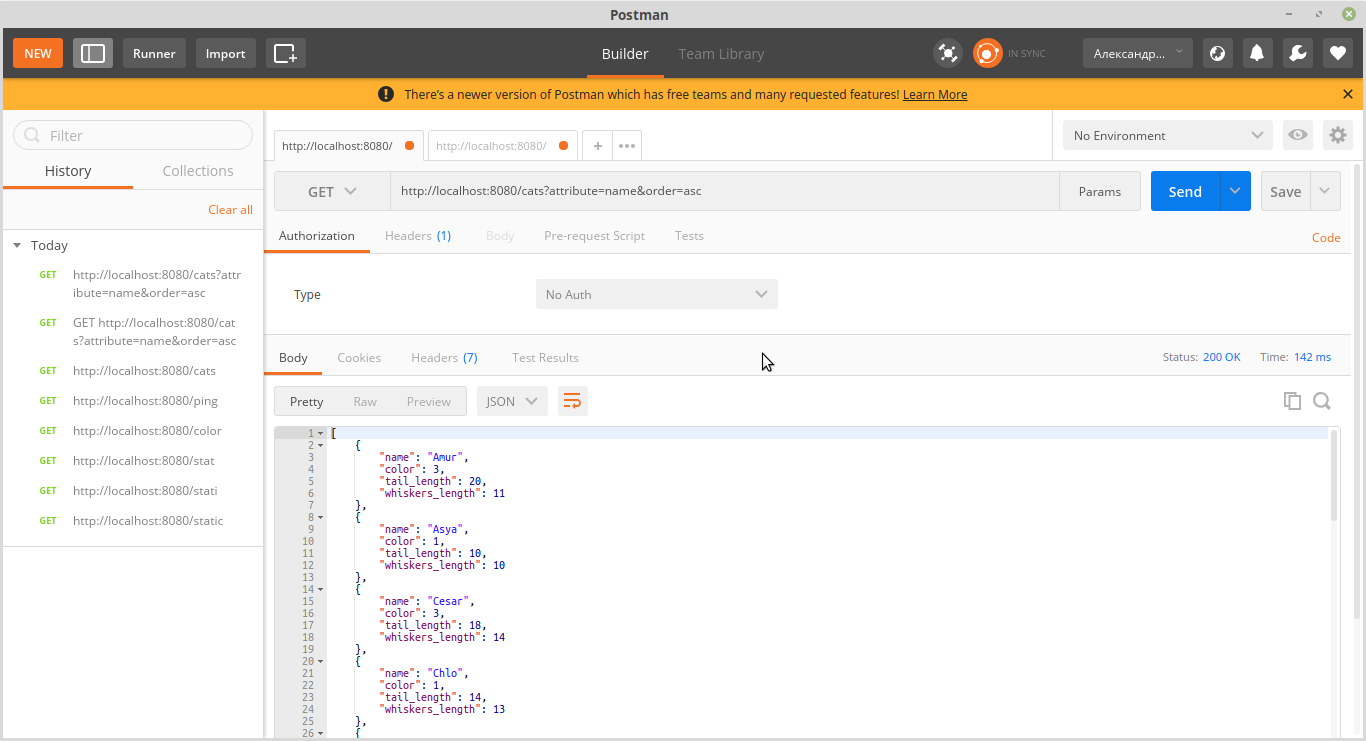 Postman
NEW
Runner
Import
Builder
Team Library
IN SYNC
Александр...
There's a newer version of Postman which has free teams and many requested features! Learn More
Filter
History
Collections
Clear all
Today
GET http://localhost:8080/cats?attr
ibute=name&order=asc
GET GET http://localhost:8080/cat
s?attribute=name&order=asc
GET http://localhost:8080/cats
GET http://localhost:8080/ping
GET http://localhost:8080/color
GET http://localhost:8080/stat
GET http://localhost:8080/stati
GET http://localhost:8080/static
http://localhost:8080/
http://localhost:8080/
No Environment
GET
http://localhost:8080/cats?attribute=name&order=asc
Params
Send
Save
Authorization
Headers (1)
Body
Pre-request Script
Tests
Code
Type
No Auth
Body
Cookies
Headers (7)
Test Results
Status: 200 OK
Time: 142 ms
Pretty
Raw
Preview
JSON
1 [
2 {
3 "name": "Amur",
4 "color": 3,
5 "tail_length": 20,
6 "whiskers_length": 11
7 },
8 {
9 "name": "Asya",
10 "color": 1,
11 "tail_length": 10,
12 "whiskers_length": 10
13 },
14 {
15 "name": "Cesar",
16 "color": 3,
17 "tail_length": 18,
18 "whiskers_length": 14
19 },
20 {
21 "name": "Chlo",
22 "color": 1,
23 "tail_length": 14,
24 "whiskers_length": 13
25 },
26 {